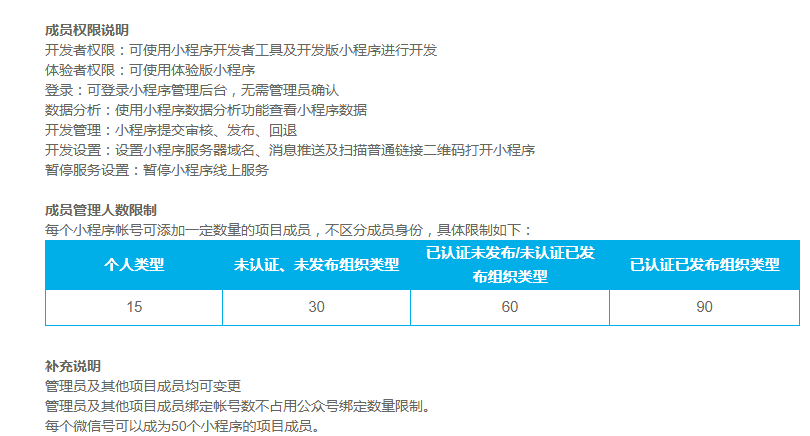 成员权限说明
开发者权限：可使用小程序开发者工具及开发版小程序进行开发
体验者权限：可使用体验版小程序
登录：可登录小程序管理后台，无需管理员确认
数据分析：使用小程序数据分析功能查看小程序数据
开发管理：小程序提交审核、发布、回退
开发设置：设置小程序服务器域名、消息推送及扫描普通链接二维码打开小程序
暂停服务设置：暂停小程序线上服务
成员管理人数限制
每个小程序帐号可添加一定数量的项目成员，不区分成员身份，具体限制如下：
个人类型
未认证、未发布组织类型
已认证未发布/未认证已发
布组织类型
已认证已发布组织类型
15
30
60
90
补充说明
管理员及其他项目成员均可变更
管理员及其他项目成员绑定帐号数不占用公众号绑定数量限制。
每个微信号可以成为50个小程序的项目成员。